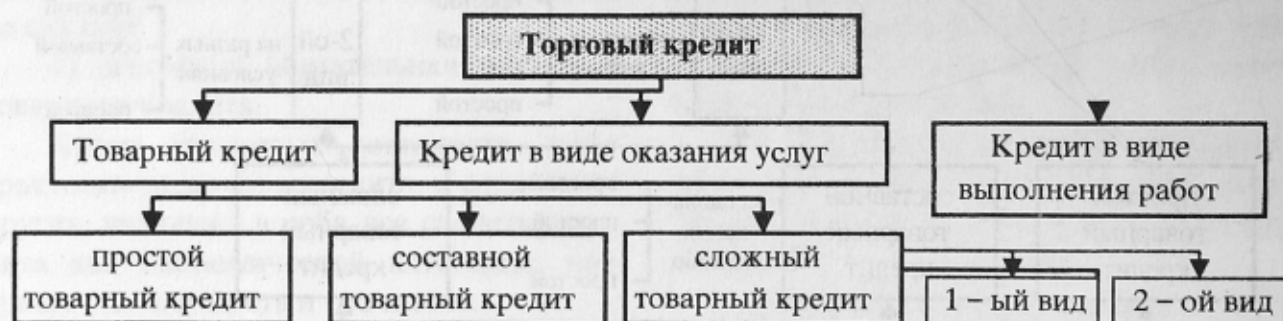 Торговый кредит
Товарный кредит
Кредит в виде оказания услуг
Кредит в виде
выполнения работ
простой
товарный кредит
составной
товарный кредит
сложный
товарный кредит
1 – ый вид
2 – ой вид